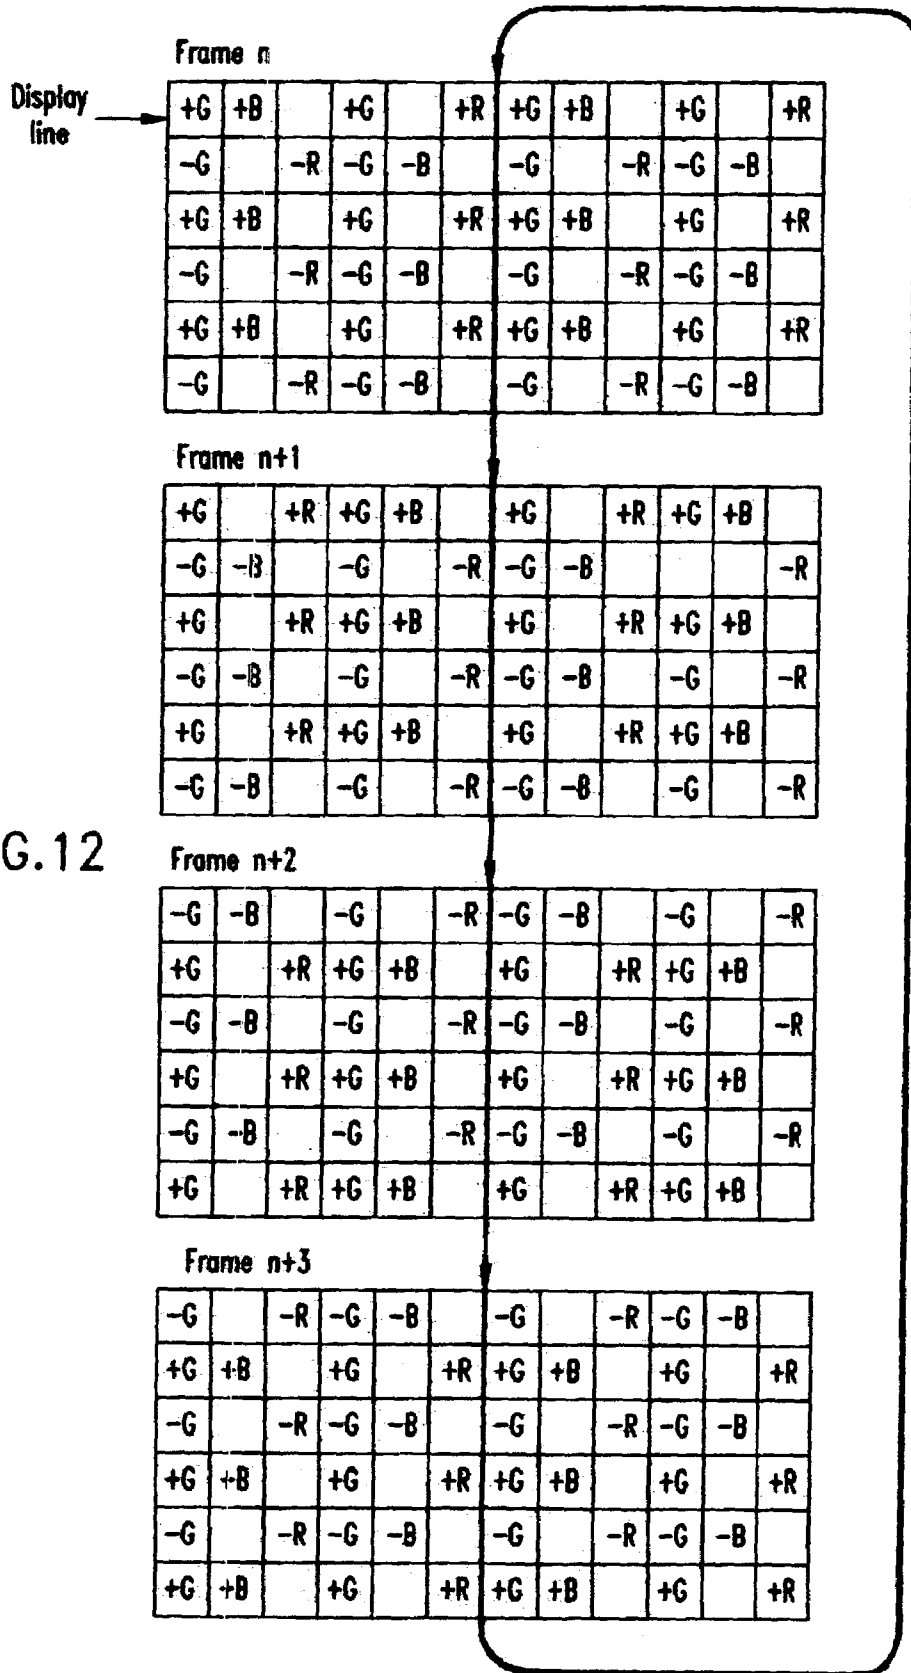 Frame n
Display line
+G +B +G +R +G +B +G +R
-G -R -G -B -G -R -G -B
+G +B +G +R +G +B +G +R
-G -R -G -B -G -R -G -B
+G +B +G +R +G +B +G +R
-G -R -G -B -G -R -G -B
Frame n+1
+G +R +G +B +G +R +G +B
-G -B -G -R -G -B -R
+G +R +G +B +G +R +G +B
-G -B -G -R -G -B -G -R
+G +R +G +B +G +R +G +B
-G -B -G -R -G -B -G -R
G.12
Frame n+2
-G -B -G -R -G -B -G -R
+G +R +G +B +G +R +G +B
-G -B -G -R -G -B -G -R
+G +R +G +B +G +R +G +B
-G -B -G -R -G -B -G -R
+G +R +G +B +G +R +G +B
Frame n+3
-G -R -G -B -G -R -G -B
+G +B +G +R +G +B +G +R
-G -R -G -B -G -R -G -B
+G +B +G +R +G +B +G +R
-G -R -G -B -G -R -G -B
+G +B +G +R +G +B +G +R